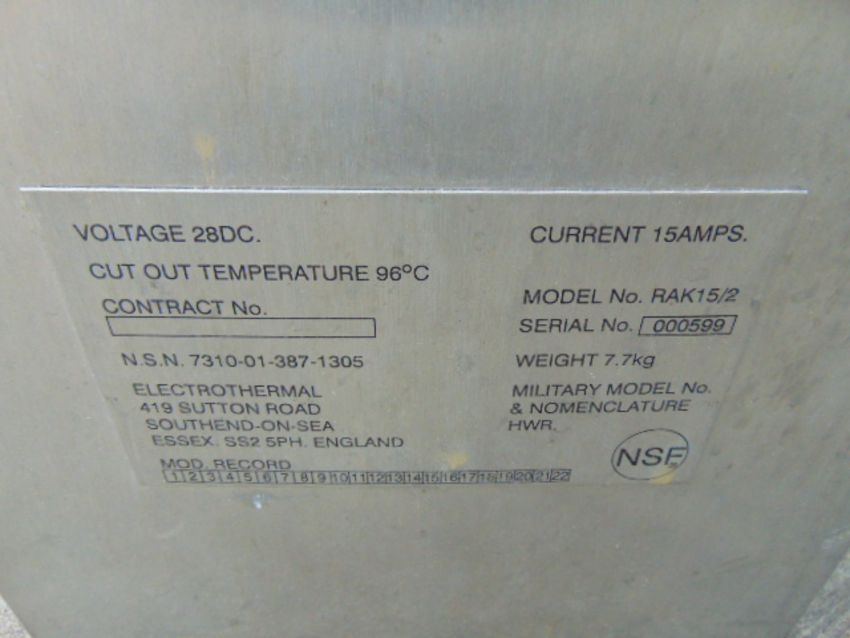 VOLTAGE 28DC. CURRENT 15AMPS.
CUT OUT TEMPERATURE 96°C
MODEL No. RAK15/2
CONTRACT No.
SERIAL No. 000599
N.S.N. 7310-01-387-1305 WEIGHT 7.7kg
ELECTROTHERMAL MILITARY MODEL No.
419 SUTTON ROAD & NOMENCLATURE
SOUTHEND-ON-SEA HWR.
ESSEX. SS2 5PH. ENGLAND
NSF
MOD. RECORD
1 2 3 4 5 6 7 8 9 10 11 12 13 14 15 16 17 18 19 20 21 22